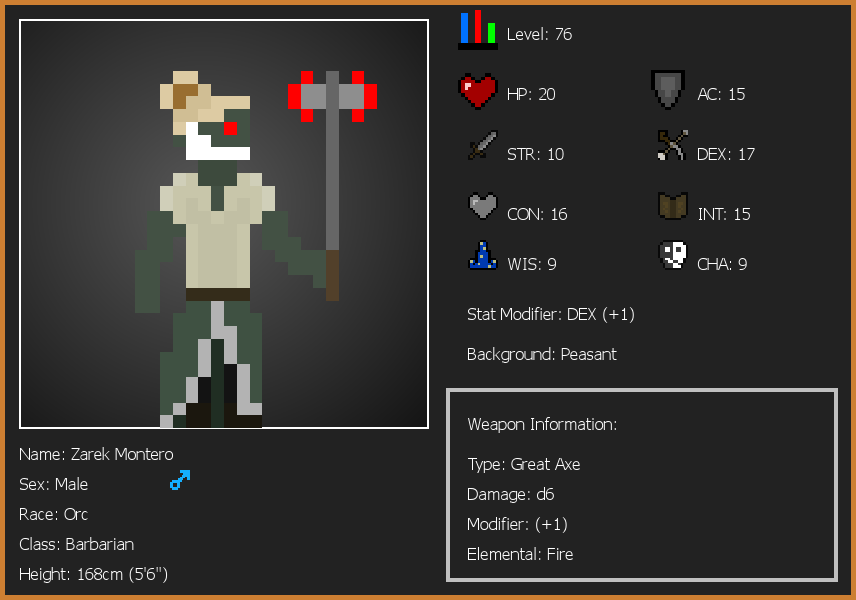 Level: 76
HP: 20
AC: 15
STR: 10
DEX: 17
CON: 16
INT: 15
WIS: 9
CHA: 9
Stat Modifier: DEX (+1)
Background: Peasant
Weapon Information:
Type: Great Axe
Damage: d6
Modifier: (+1)
Elemental: Fire
Name: Zarek Montero
Sex: Male
Race: Orc
Class: Barbarian
Height: 168cm (5'6")